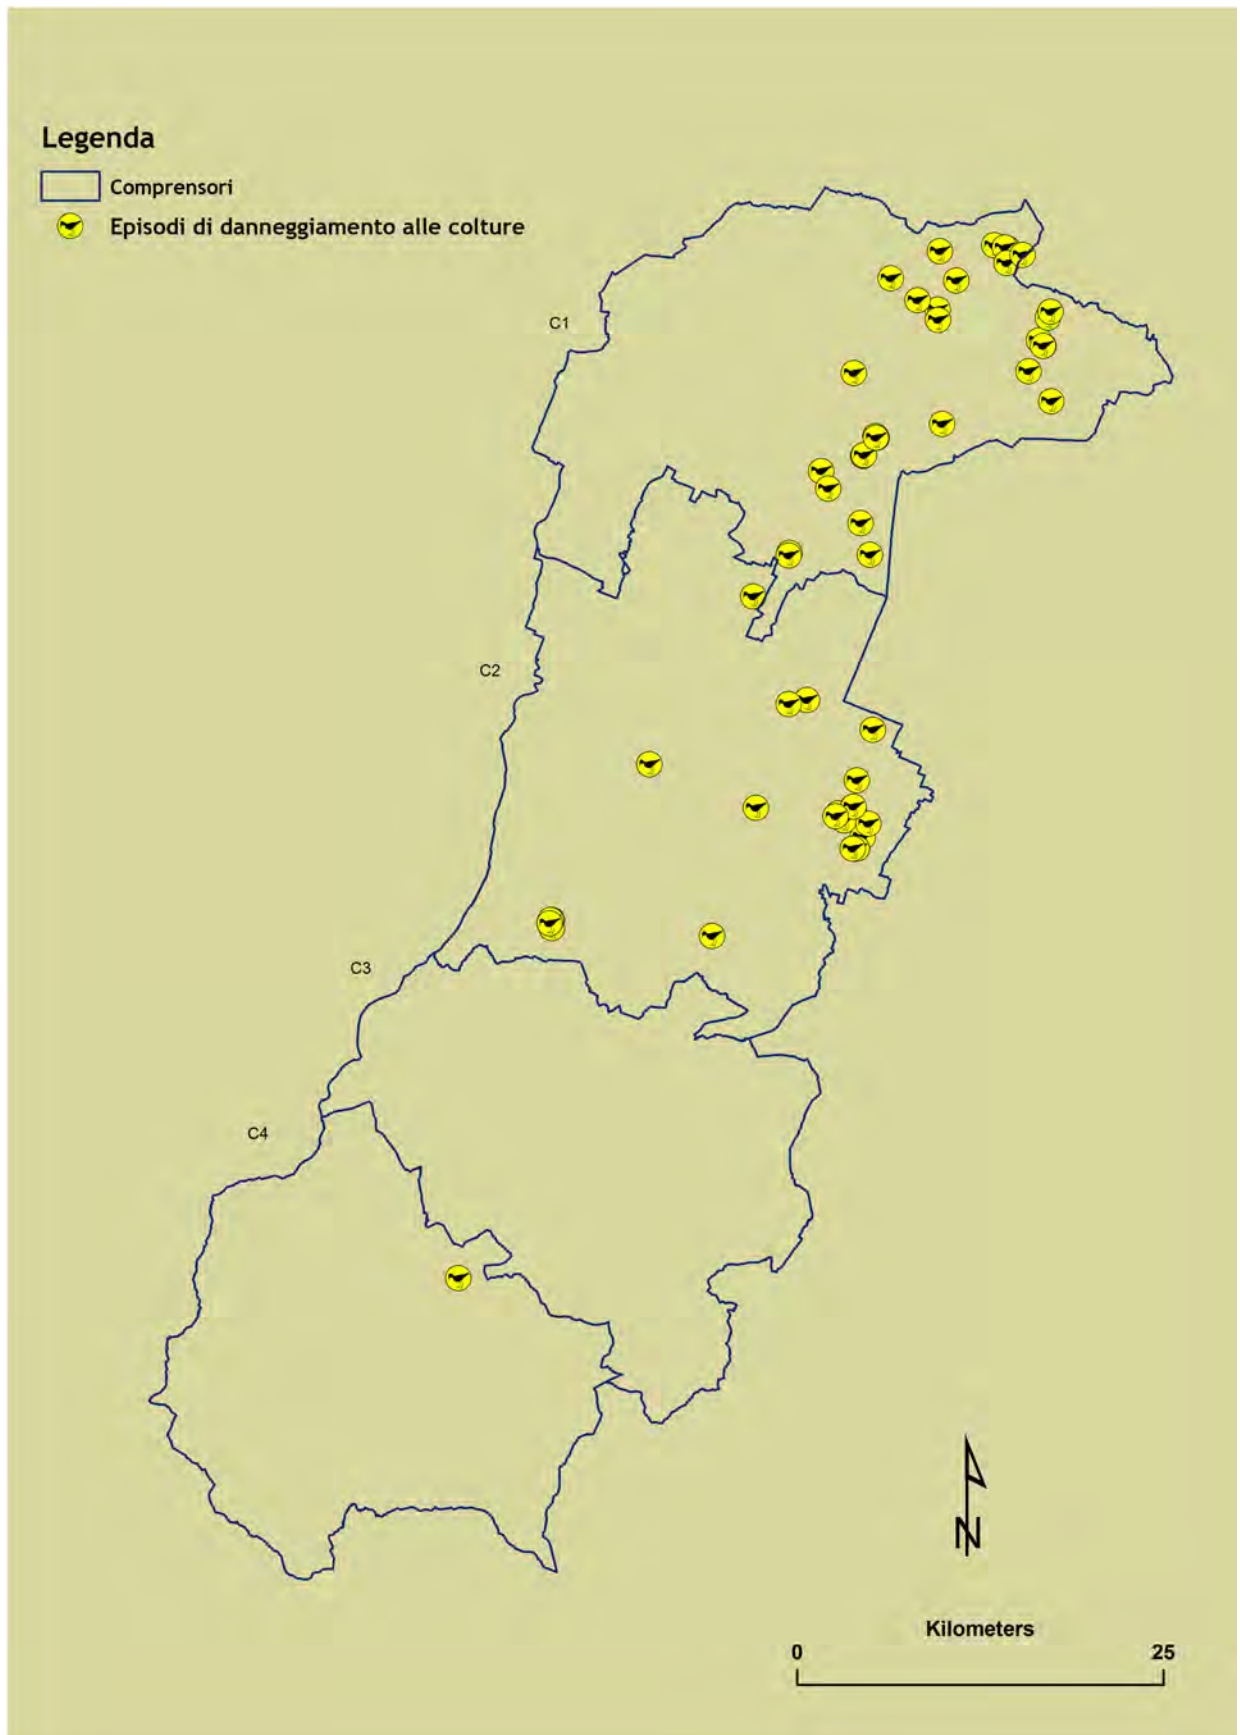 Legenda
Comprensori
Episodi di danneggiamento alle colture
C1
C2
C3
C4
N
Kilometers
0 25